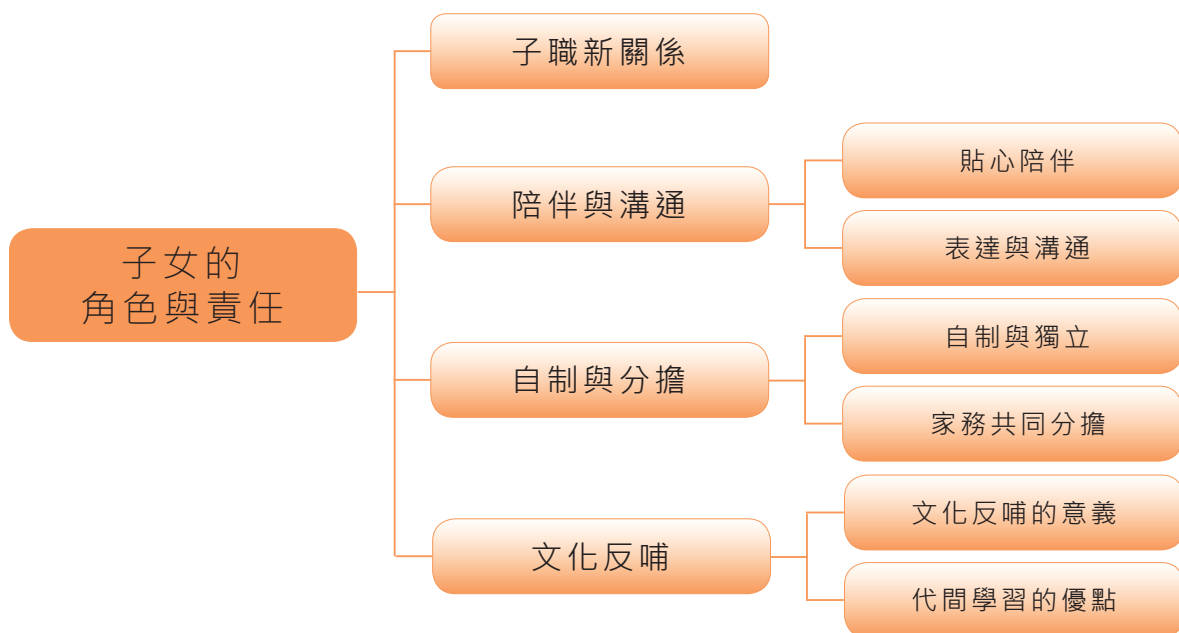 子女的
角色與責任
子職新關係
陪伴與溝通
貼心陪伴
表達與溝通
自制與分擔
自制與獨立
家務共同分擔
文化反哺
文化反哺的意義
代間學習的優點